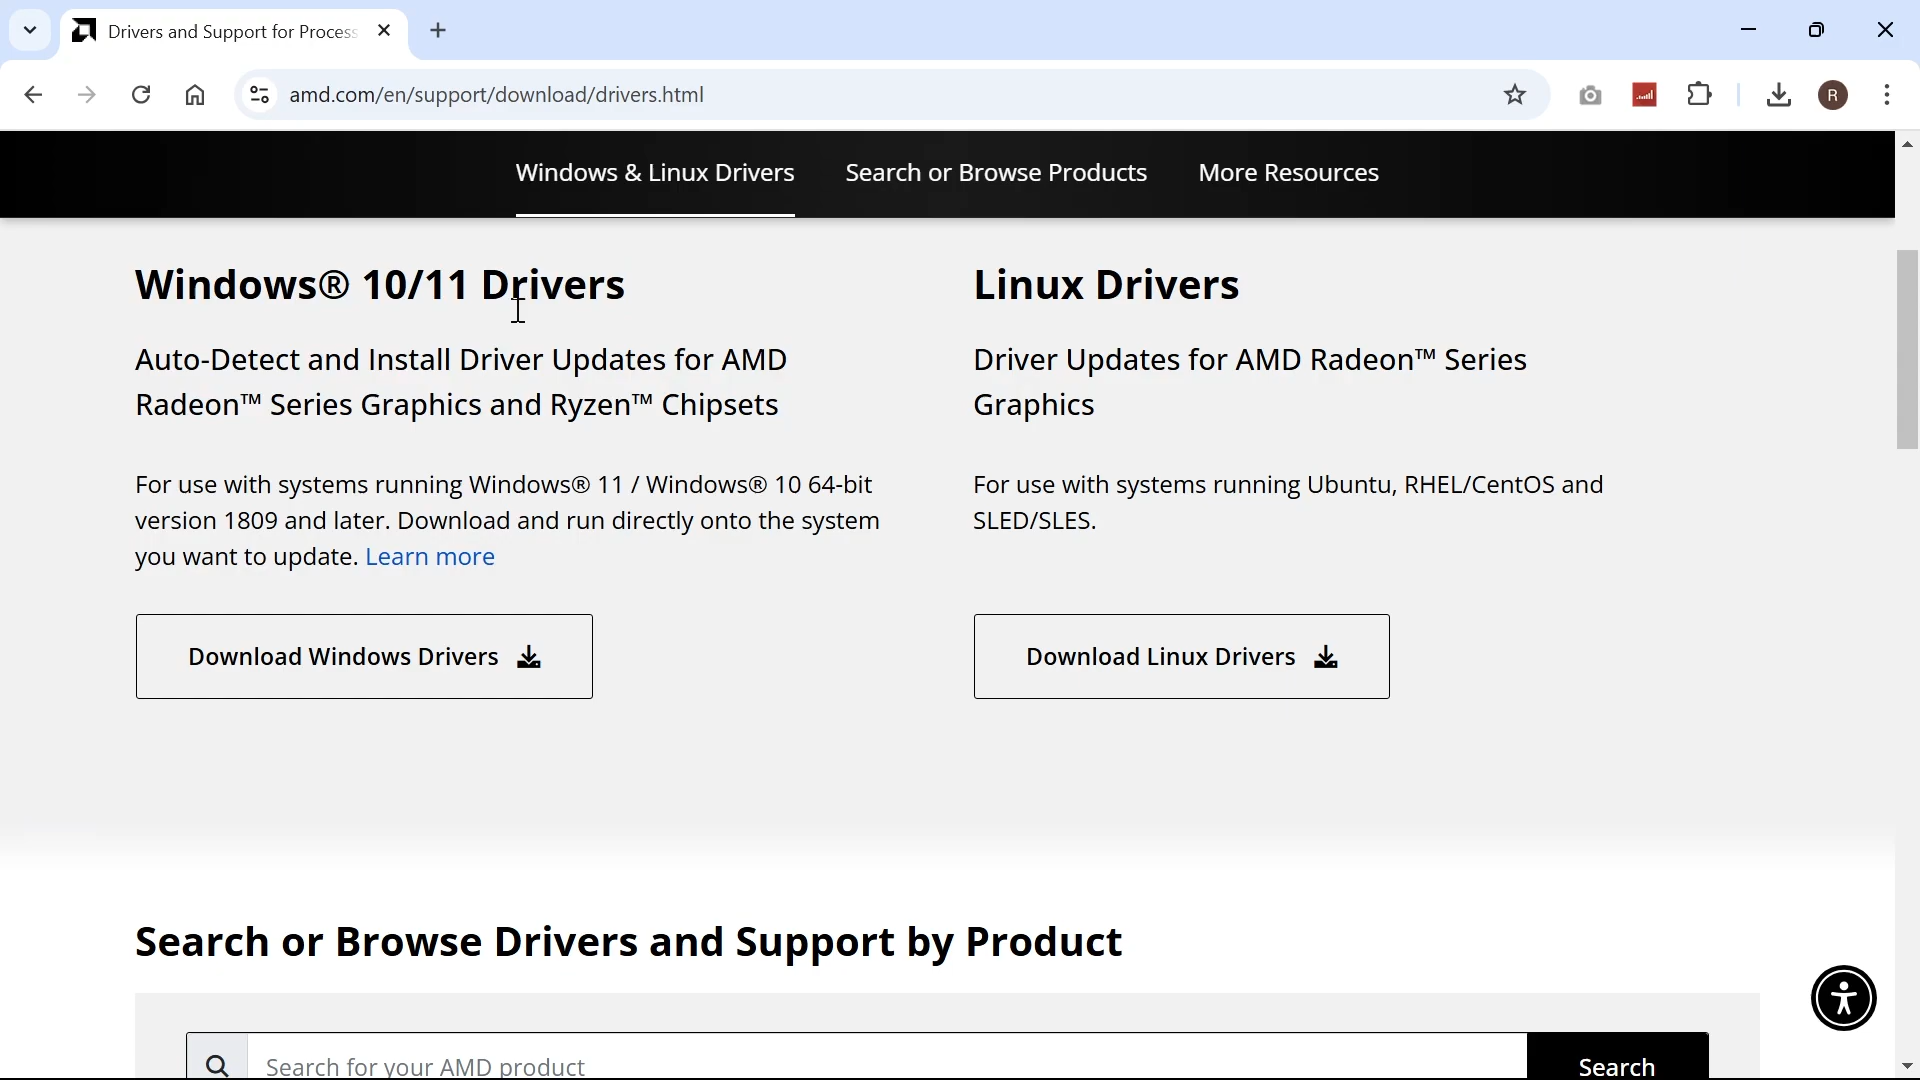 Drivers and Support for Process
amd.com/en/support/download/drivers.html
R
Windows & Linux Drivers
Search or Browse Products
More Resources
Windows® 10/11 Drivers
Auto-Detect and Install Driver Updates for AMD
Radeon™ Series Graphics and Ryzen™ Chipsets
For use with systems running Windows® 11 / Windows® 10 64-bit
version 1809 and later. Download and run directly onto the system
you want to update. Learn more
Download Windows Drivers
Linux Drivers
Driver Updates for AMD Radeon™ Series
Graphics
For use with systems running Ubuntu, RHEL/CentOS and
SLED/SLES.
Download Linux Drivers
Search or Browse Drivers and Support by Product
Search for your AMD product
Search